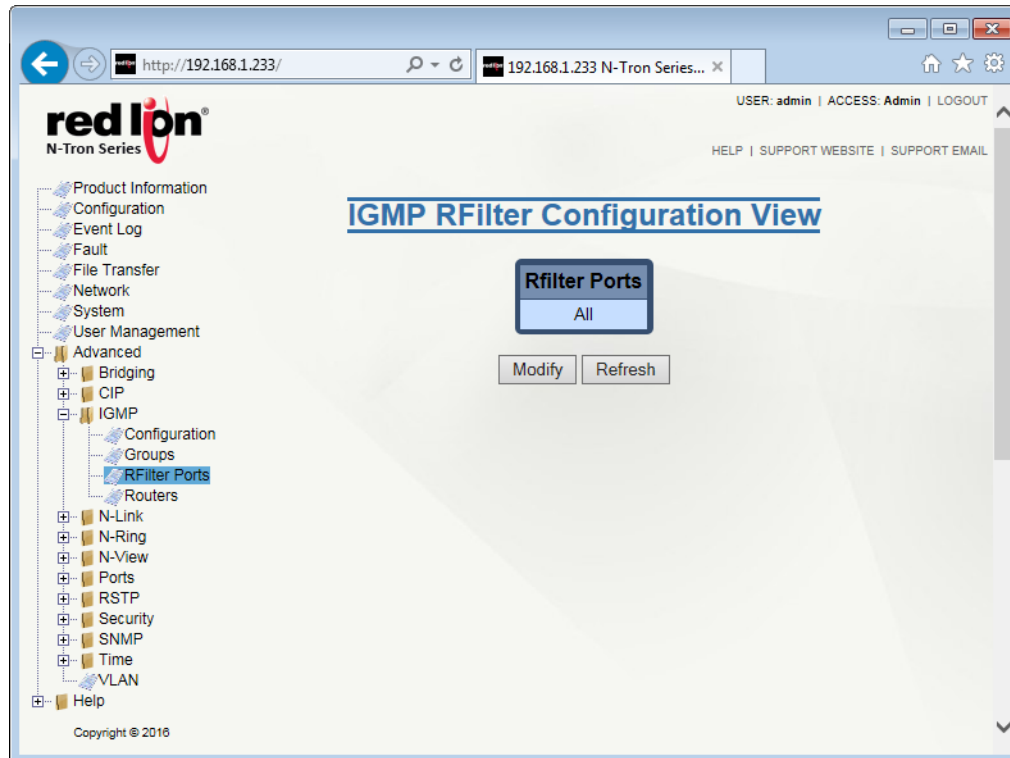 http://192.168.1.233/
192.168.1.233 N-Tron Series...
red lion®
N-Tron Series
USER: admin | ACCESS: Admin | LOGOUT
HELP | SUPPORT WEBSITE | SUPPORT EMAIL
Product Information
Configuration
Event Log
Fault
File Transfer
Network
System
User Management
Advanced
Bridging
CIP
IGMP
Configuration
Groups
RFilter Ports
Routers
N-Link
N-Ring
N-View
Ports
RSTP
Security
SNMP
Time
VLAN
Help
Copyright © 2016
IGMP RFilter Configuration View
Rfilter Ports
All
Modify Refresh